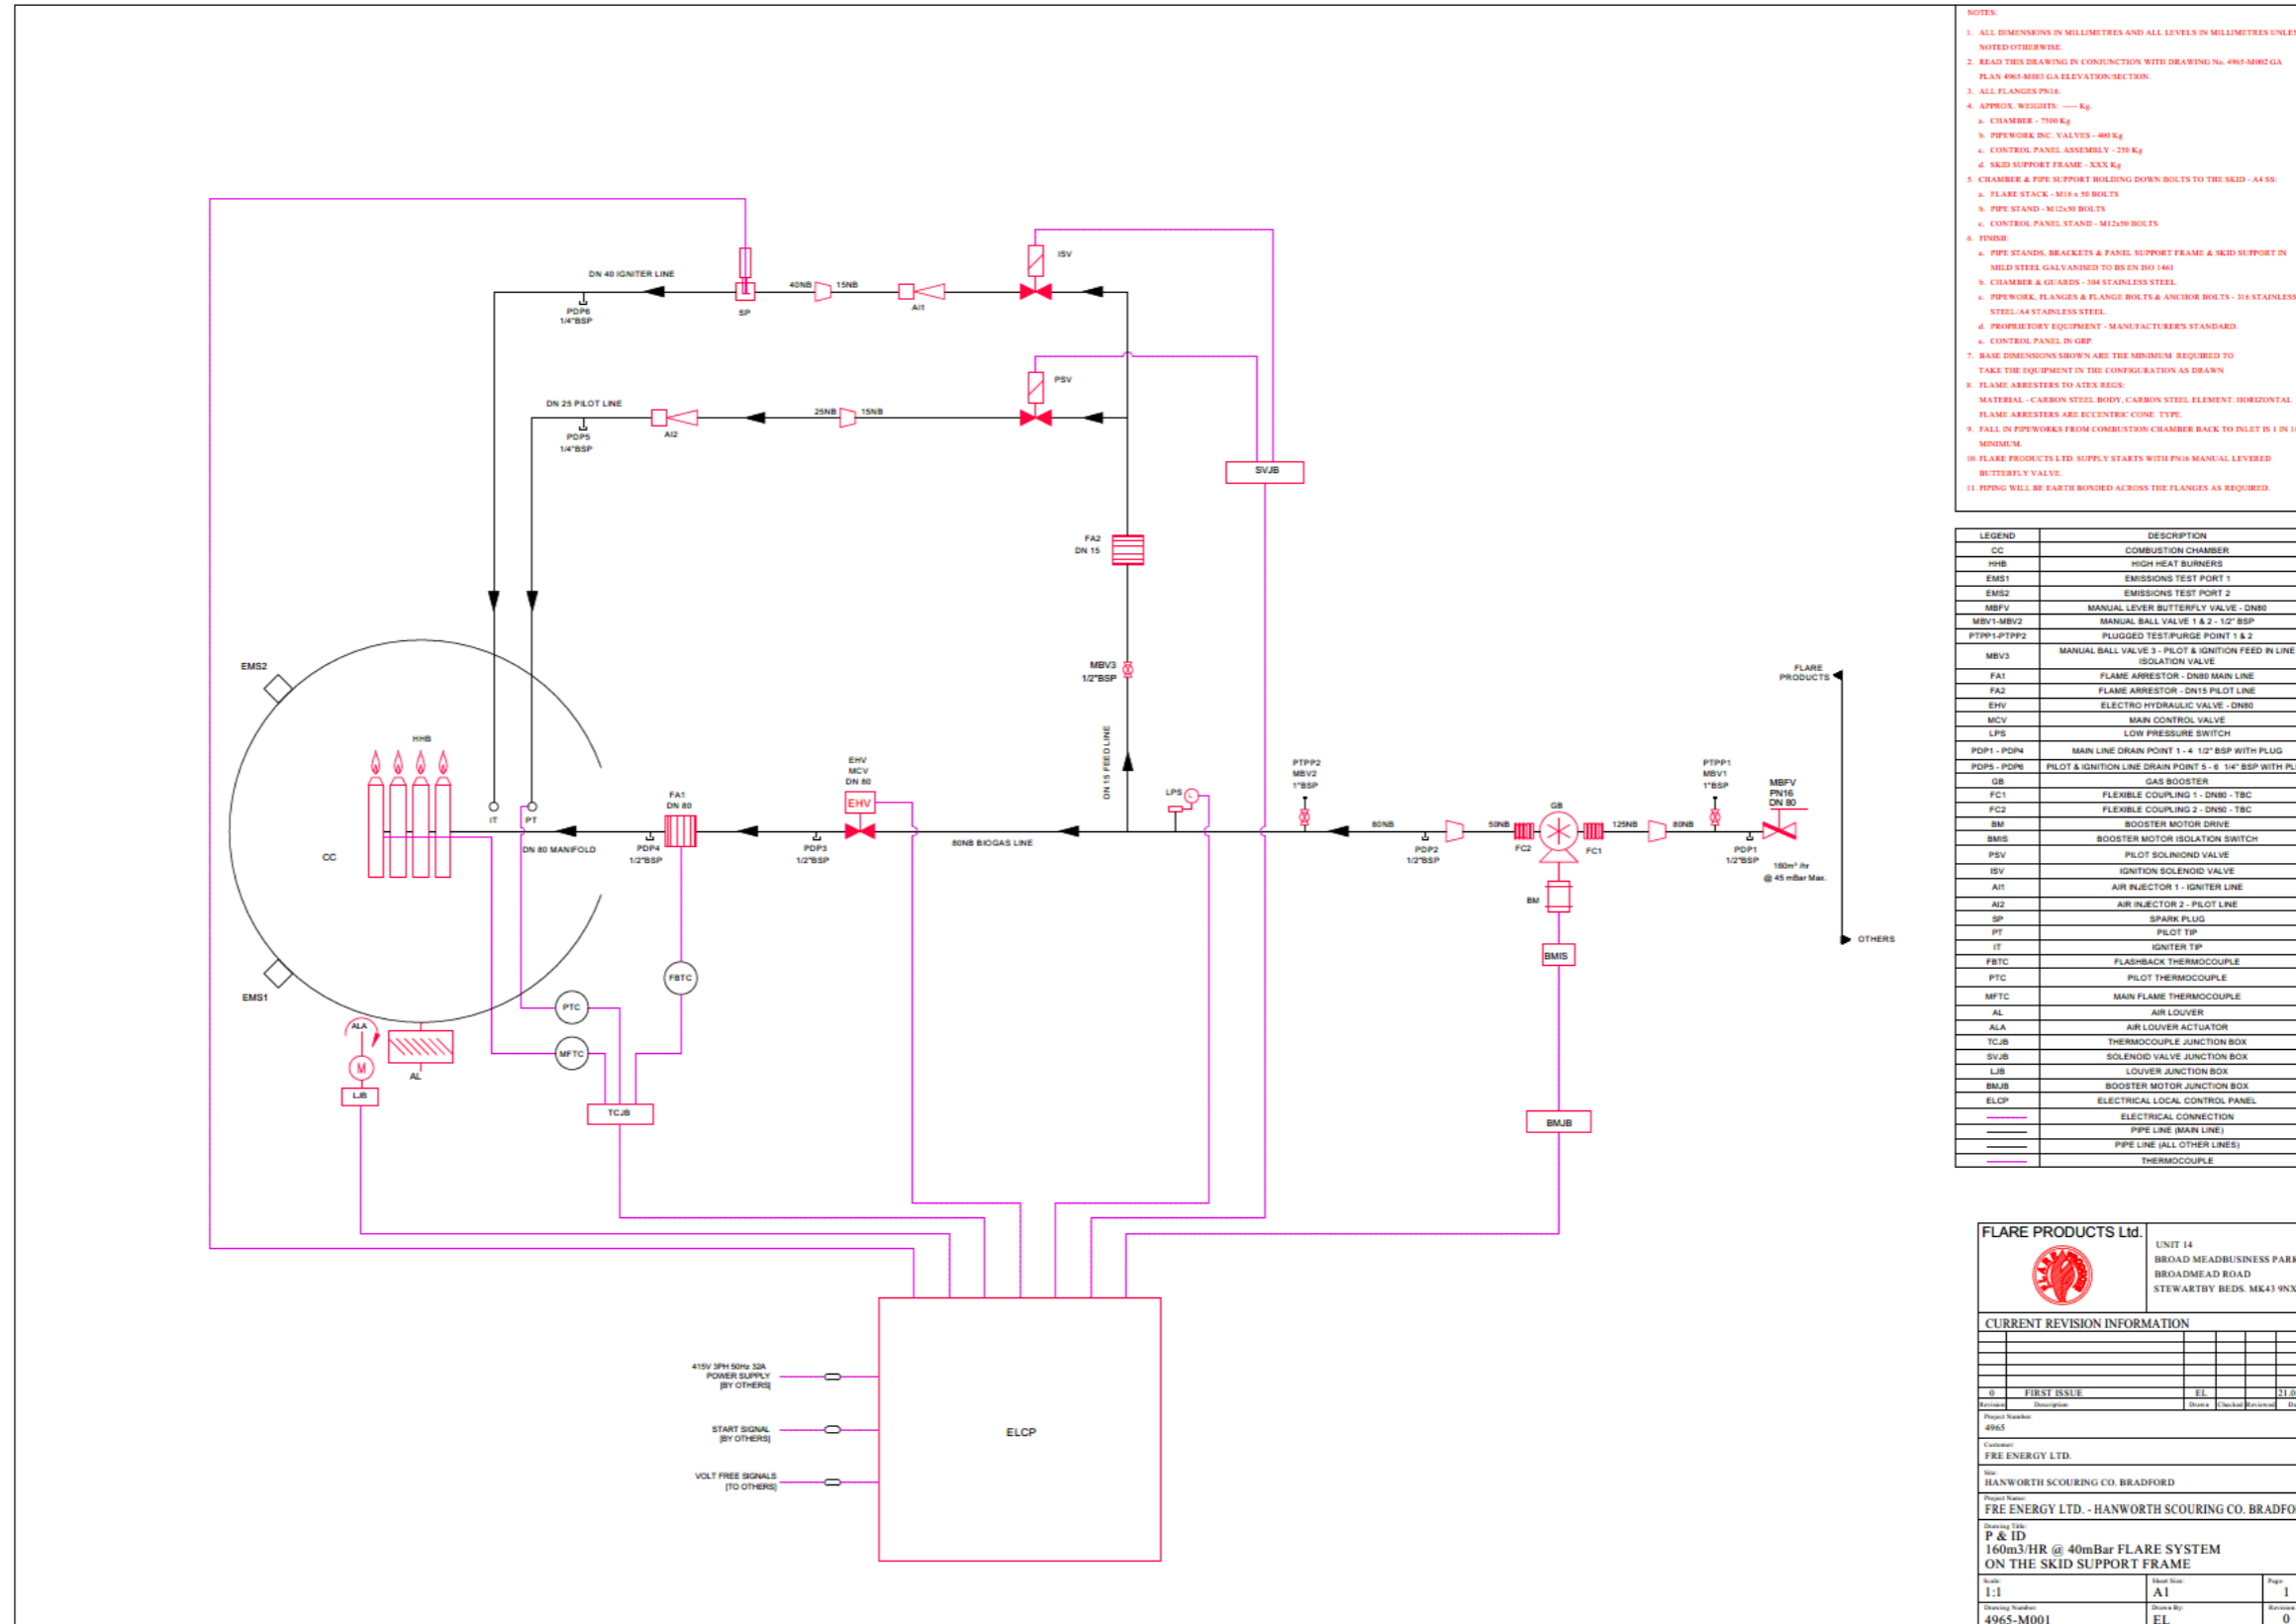 NOTES:
1. ALL DIMENSIONS IN MILLIMETRES AND ALL LEVELS IN MILLIMETRES
NOTED OTHERWISE.
2. READ THIS DRAWING IN CONJUNCTION WITH DRAWING No. 4965-M002 GA
PLAN 4965-M003 GA ELEVATION/SECTION.
3. ALL FLANGES PN16.
4. APPROX. WEIGHTS: ---- Kg.
a. CHAMBER - 7500 Kg
b. PIPEWORK INC. VALVES - 400 Kg
c. CONTROL PANEL ASSEMBLY - 250 Kg
d. SKID SUPPORT FRAME - XXX Kg
5. CHAMBER & PIPE SUPPORT HOLDING DOWN BOLTS TO THE SKID - A4 SS:
a. FLARE STACK - M16 x 50 BOLTS
b. PIPE STAND - M12x50 BOLTS
c. CONTROL PANEL STAND - M12x50 BOLTS
6. FINISH:
a. PIPE STANDS, BRACKETS & PANEL SUPPORT FRAME & SKID SUPPORT IN
MILD STEEL GALVANISED TO BS EN ISO 1461
b. CHAMBER & GUARDS - 304 STAINLESS STEEL
c. PIPEWORK, FLANGES & FLANGE BOLTS & ANCHOR BOLTS - 316 STAINLESS
STEEL/A4 STAINLESS STEEL.
d. PROPRIETORY EQUIPMENT - MANUFACTURER'S STANDARD.
e. CONTROL PANEL IN GRP.
7. BASE DIMENSIONS SHOWN ARE THE MINIMUM REQUIRED TO
TAKE THE EQUIPMENT IN THE CONFIGURATION AS DRAWN
8. FLAME ARRESTERS TO ATEX REGS:
MATERIAL - CARBON STEEL BODY, CARBON STEEL ELEMENT. HORIZONTAL
FLAME ARRESTERS ARE ECCENTRIC CONE TYPE.
9. FALL IN PIPEWORKS FROM COMBUSTION CHAMBER BACK TO INLET IS 1 IN
MINIMUM.
10. FLARE PRODUCTS LTD. SUPPLY STARTS WITH PN16 MANUAL LEVERED
BUTTERFLY VALVE.
11. PIPING WILL BE EARTH BONDED ACROSS THE FLANGES AS REQUIRED.
ISV
DN 40 IGNITER LINE
40NB 15NB
PDP6
1/4"BSP
SP
AI1
PSV
DN 25 PILOT LINE
25NB 15NB
PDP5
1/4"BSP
AI2
SVJB
FA2
DN 15
MBV3
1/2"BSP
DN 15 FEED LINE
EMS2
HHB
IT
PT
CC
EMS1
DN 80 MANIFOLD
PDP4
1/2"BSP
FA1
DN 80
PDP3
1/2"BSP
EHV
MCV
DN 80
EHV
80NB BIOGAS LINE
LPS
L
PTPP2
MBV2
1"BSP
80NB
PDP2
1/2"BSP
50NB
FC2
GB
FC1
125NB
80NB
PTPP1
MBV1
1"BSP
PDP1
1/2"BSP
MBFV
PN16
DN 80
160m³ /hr
@ 45 mBar Max.
FLARE
PRODUCTS
OTHERS
BM
BMIS
BMJB
FBTC
PTC
MFTC
TCJB
ALA
M
LJB
AL
415V 3PH 50Hz 32A
POWER SUPPLY
[BY OTHERS]
START SIGNAL
[BY OTHERS]
VOLT FREE SIGNALS
[TO OTHERS]
ELCP
LEGEND DESCRIPTION
CC COMBUSTION CHAMBER
HHB HIGH HEAT BURNERS
EMS1 EMISSIONS TEST PORT 1
EMS2 EMISSIONS TEST PORT 2
MBFV MANUAL LEVER BUTTERFLY VALVE - DN80
MBV1-MBV2 MANUAL BALL VALVE 1 & 2 - 1/2" BSP
PTPP1-PTPP2 PLUGGED TEST/PURGE POINT 1 & 2
MBV3 MANUAL BALL VALVE 3 - PILOT & IGNITION FEED IN LINE
ISOLATION VALVE
FA1 FLAME ARRESTOR - DN80 MAIN LINE
FA2 FLAME ARRESTOR - DN15 PILOT LINE
EHV ELECTRO HYDRAULIC VALVE - DN80
MCV MAIN CONTROL VALVE
LPS LOW PRESSURE SWITCH
PDP1 - PDP4 MAIN LINE DRAIN POINT 1 - 4 1/2" BSP WITH PLUG
PDP5 - PDP6 PILOT & IGNITION LINE DRAIN POINT 5 - 6 1/4" BSP WITH
GB GAS BOOSTER
FC1 FLEXIBLE COUPLING 1 - DN80 - TBC
FC2 FLEXIBLE COUPLING 2 - DN50 - TBC
BM BOOSTER MOTOR DRIVE
BMIS BOOSTER MOTOR ISOLATION SWITCH
PSV PILOT SOLINIOND VALVE
ISV IGNITION SOLENOID VALVE
AI1 AIR INJECTOR 1 - IGNITER LINE
AI2 AIR INJECTOR 2 - PILOT LINE
SP SPARK PLUG
PT PILOT TIP
IT IGNITER TIP
FBTC FLASHBACK THERMOCOUPLE
PTC PILOT THERMOCOUPLE
MFTC MAIN FLAME THERMOCOUPLE
AL AIR LOUVER
ALA AIR LOUVER ACTUATOR
TCJB THERMOCOUPLE JUNCTION BOX
SVJB SOLENOID VALVE JUNCTION BOX
LJB LOUVER JUNCTION BOX
BMJB BOOSTER MOTOR JUNCTION BOX
ELCP ELECTRICAL LOCAL CONTROL PANEL
ELECTRICAL CONNECTION
PIPE LINE (MAIN LINE)
PIPE LINE (ALL OTHER LINES)
THERMOCOUPLE
FLARE PRODUCTS Ltd.
FLARE PRODUCTS
UNIT 14
BROAD MEADBUSINESS PARK
BROADMEAD ROAD
STEWARTBY BEDS. MK43 9NX
CURRENT REVISION INFORMATION
0 FIRST ISSUE EL
Revision Description Drawn Checked Reviewed
Project Number:
4965
Customer:
FRE ENERGY LTD.
Site:
HANWORTH SCOURING CO. BRADFORD
Project Name:
FRE ENERGY LTD. - HANWORTH SCOURING CO.
Drawing Title:
P & ID
160m3/HR @ 40mBar FLARE SYSTEM
ON THE SKID SUPPORT FRAME
Scale:
1:1
Sheet Size:
A1
Page:
1
Drawing Number:
4965-M001
Drawn By:
EL
Revision:
0